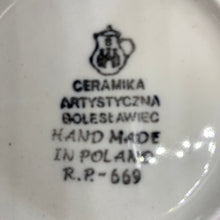 CERAMIKA
ARTYSTYCZNA
BOLESŁAWIEC
HAND MADE
IN POLAND
R.P.-669